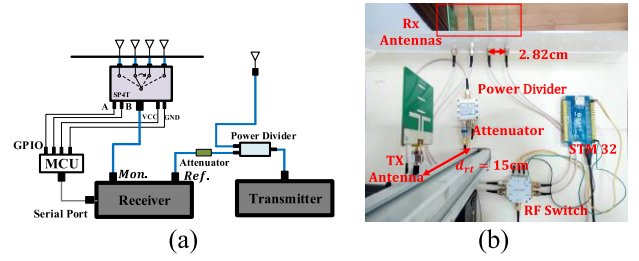 SP4T
A
B
VCC
GND
GPIO
MCU
Serial Port
Mon.
Ref.
Attenuator
Power Divider
Receiver
Transmitter
(a)
Rx
Antennas
2.82cm
Power Divider
Attenuator
STM 32
TX
Antenna
d_rt = 15cm
RF Switch
(b)